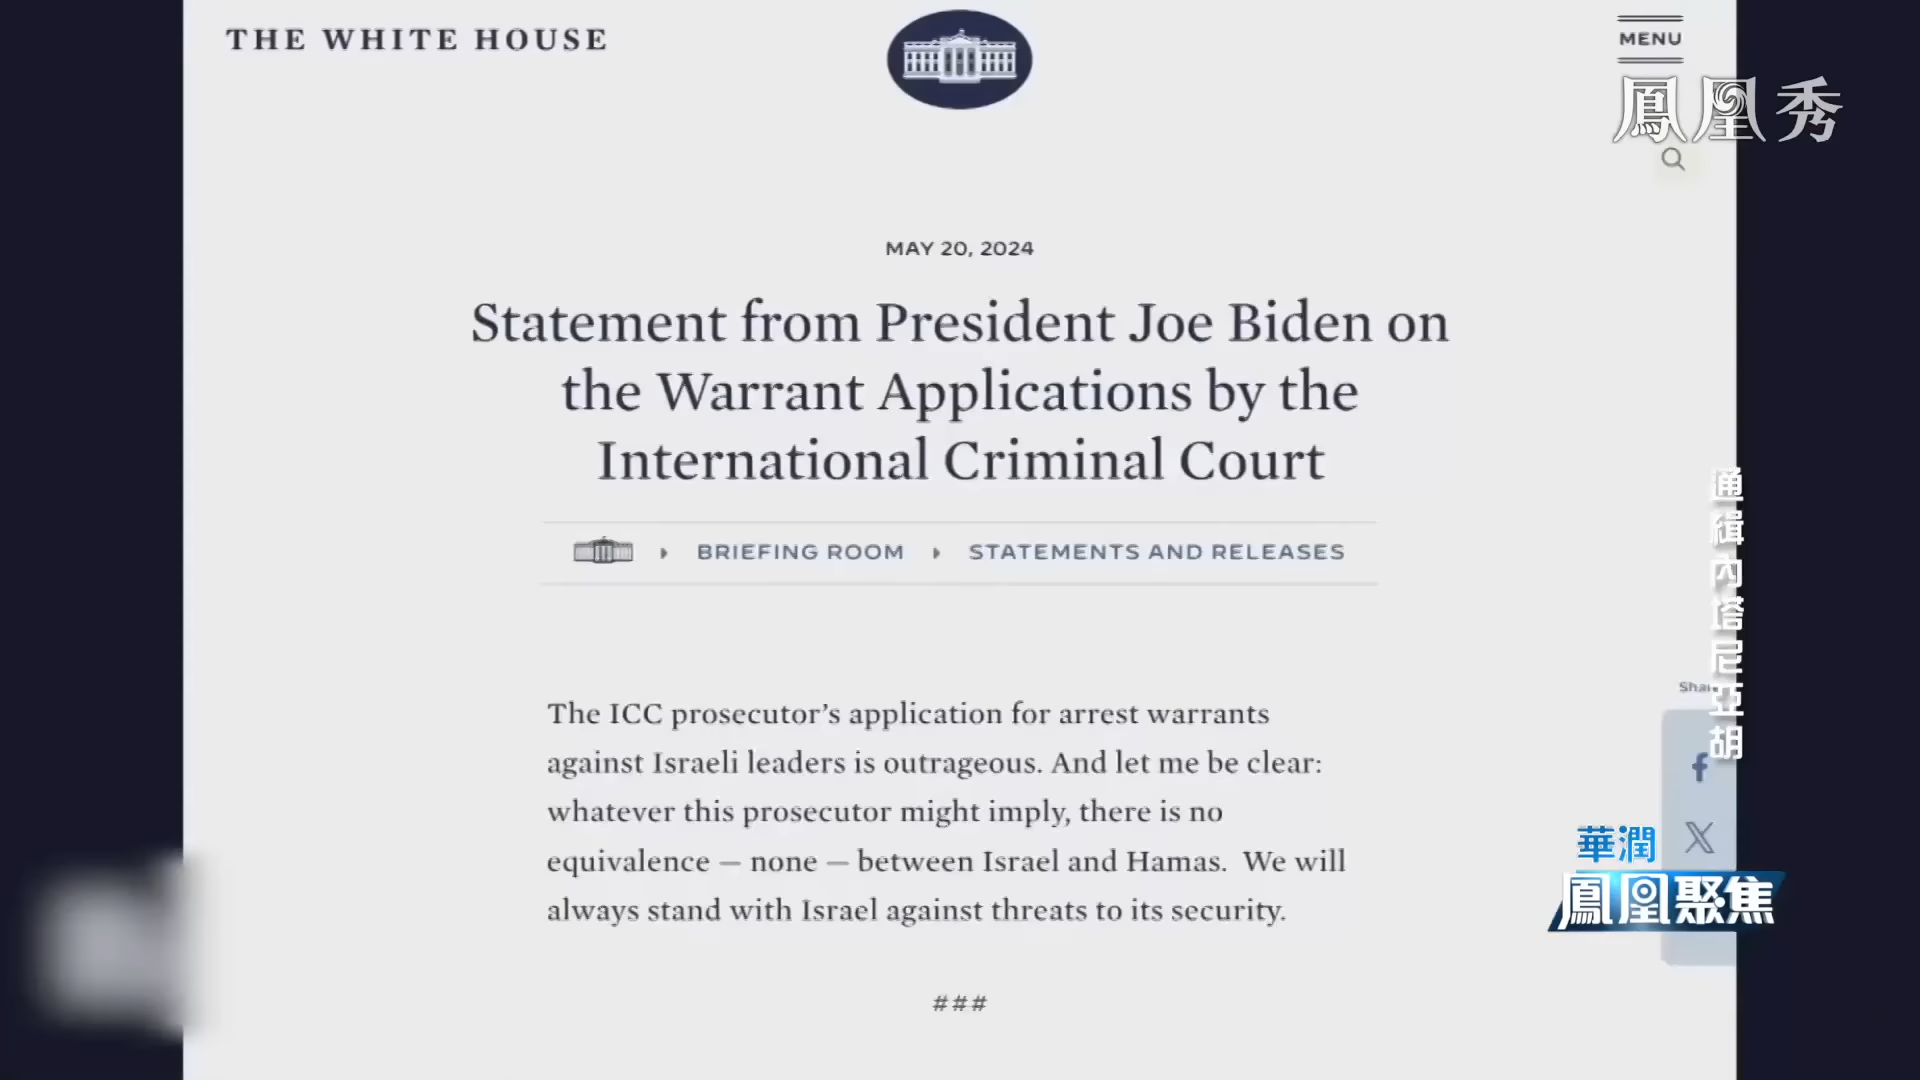 THE WHITE HOUSE
MENU
鳳凰秀
MAY 20, 2024
Statement from President Joe Biden on
the Warrant Applications by the
International Criminal Court
BRIEFING ROOM
STATEMENTS AND RELEASES
The ICC prosecutor’s application for arrest warrants
against Israeli leaders is outrageous. And let me be clear:
whatever this prosecutor might imply, there is no
equivalence — none — between Israel and Hamas.  We will
always stand with Israel against threats to its security.
###
通緝內塔尼亞胡
華潤
鳳凰聚焦